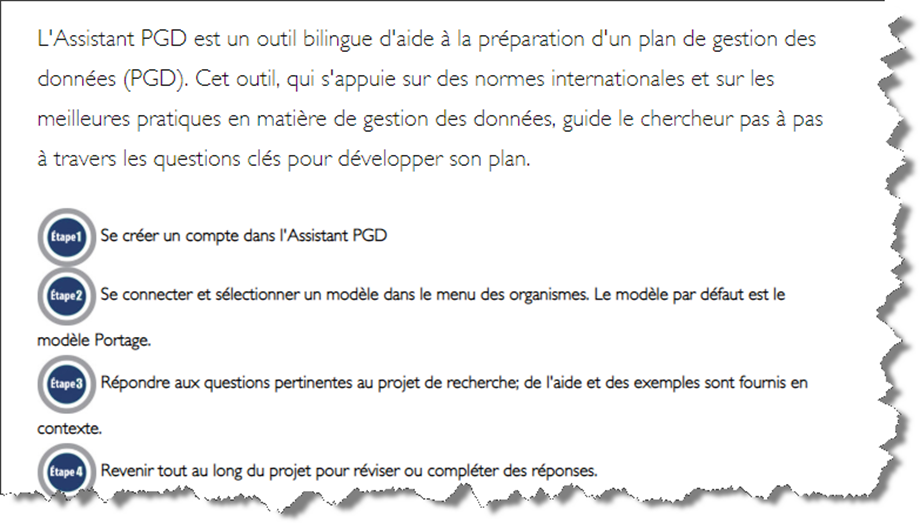 L'Assistant PGD est un outil bilingue d'aide à la préparation d'un plan de gestion des
données (PGD). Cet outil, qui s'appuie sur des normes internationales et sur les
meilleures pratiques en matière de gestion des données, guide le chercheur pas à pas
à travers les questions clés pour développer son plan.
Étape1 Se créer un compte dans l'Assistant PGD
Étape2 Se connecter et sélectionner un modèle dans le menu des organismes. Le modèle par défaut est le
modèle Portage.
Étape3 Répondre aux questions pertinentes au projet de recherche; de l'aide et des exemples sont fournis en
contexte.
Étape4 Revenir tout au long du projet pour réviser ou compléter des réponses.